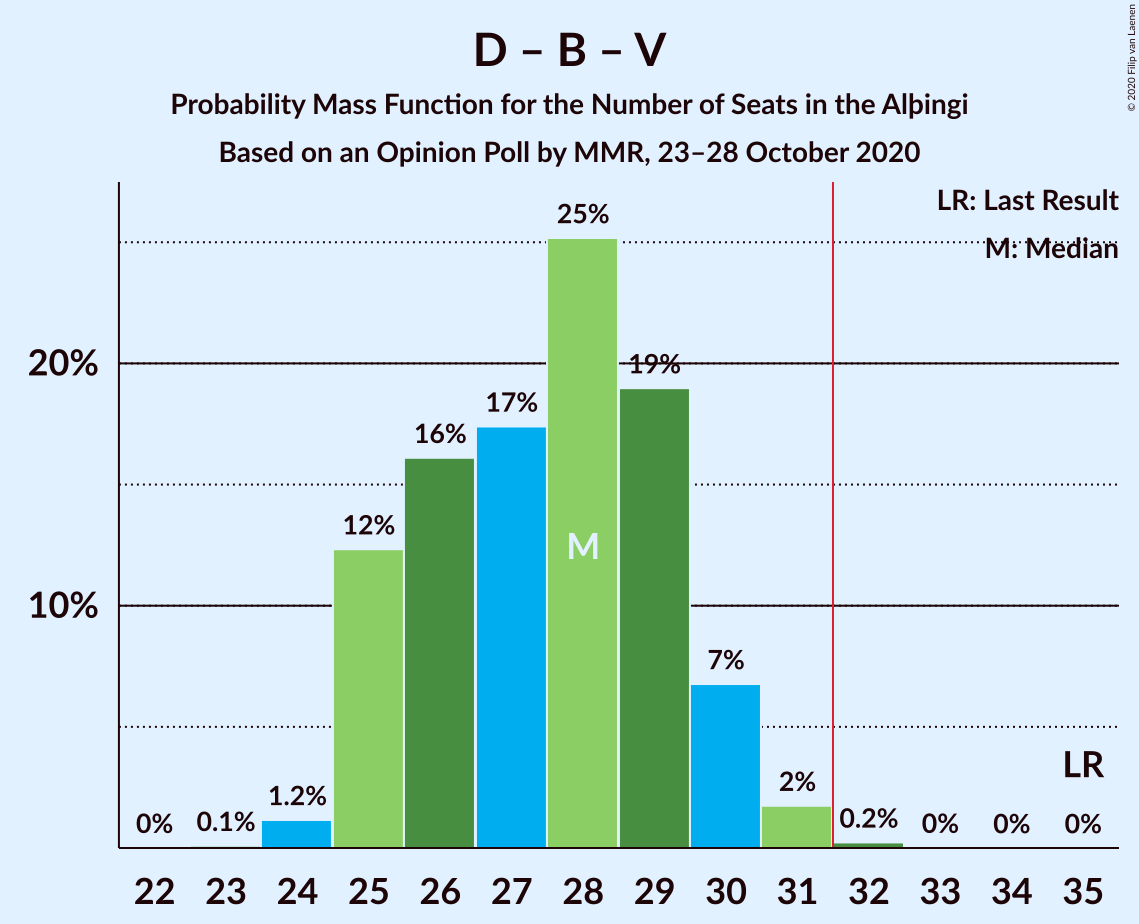 D – B – V
Probability Mass Function for the Number of Seats in the Alþingi
Based on an Opinion Poll by MMR, 23–28 October 2020
© 2020 Filip van Laenen
LR: Last Result
M: Median
20%
10%
0%
0.1%
1.2%
12%
16%
17%
25%
19%
7%
2%
0.2%
0%
0%
0%
M
LR
22 23 24 25 26 27 28 29 30 31 32 33 34 35